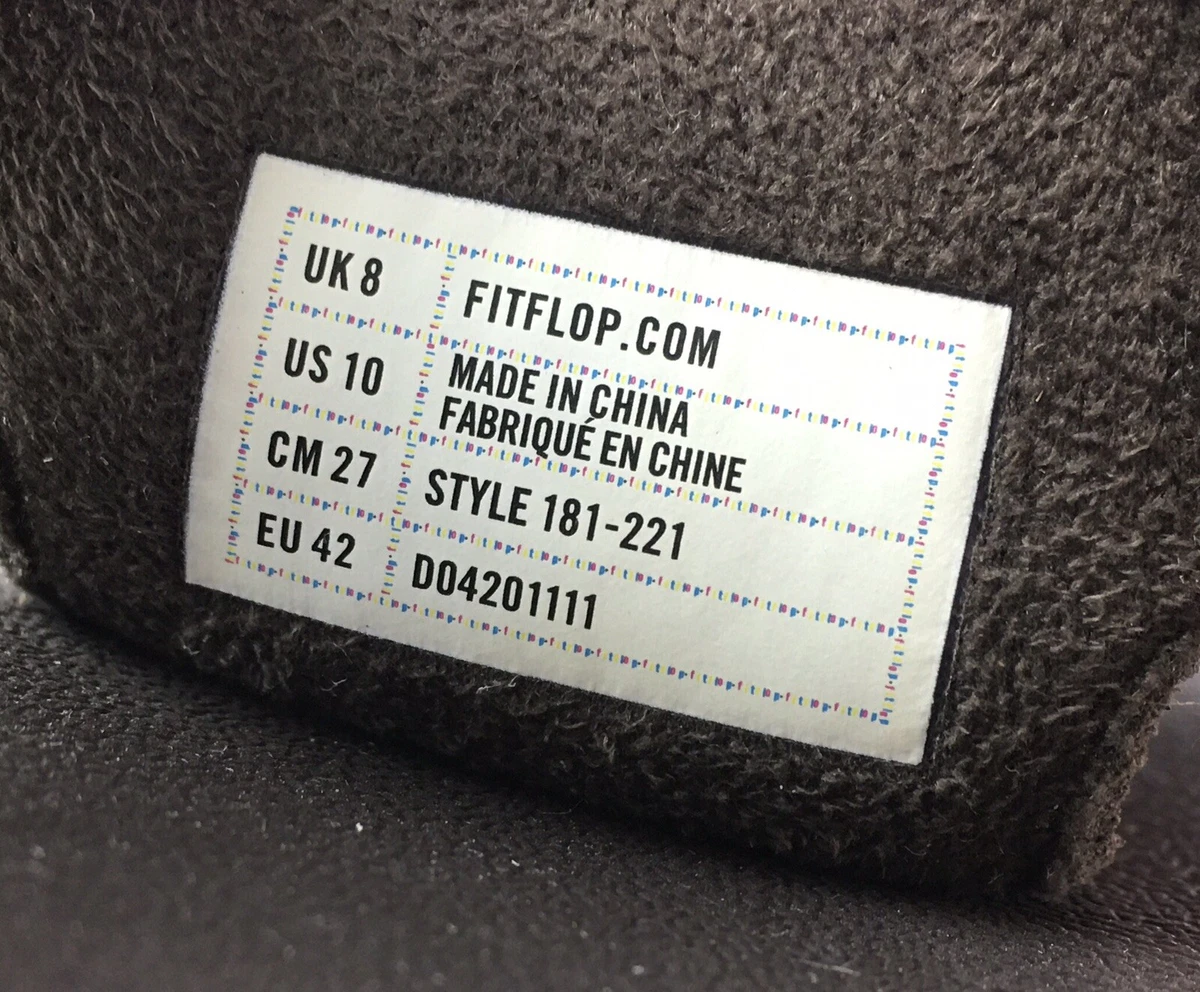 UK 8
US 10
CM 27
EU 42
FITFLOP.COM
MADE IN CHINA
FABRIQUÉ EN CHINE
STYLE 181-221
D04201111